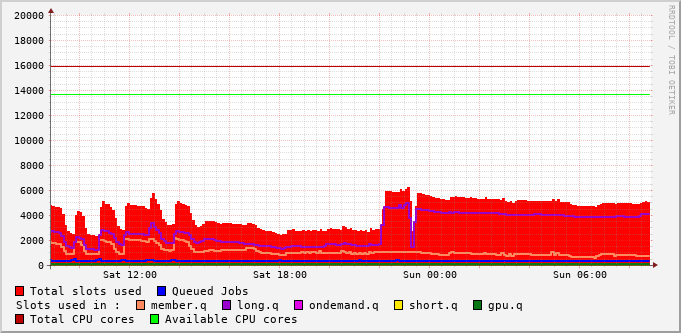 20000
18000
16000
14000
12000
10000
8000
6000
4000
2000
0
Sat 12:00 Sat 18:00 Sun 00:00 Sun 06:00
RRDTOOL / TOBI OETIKER
Total slots used Queued Jobs
Slots used in : member.q long.q ondemand.q short.q gpu.q
Total CPU cores Available CPU cores